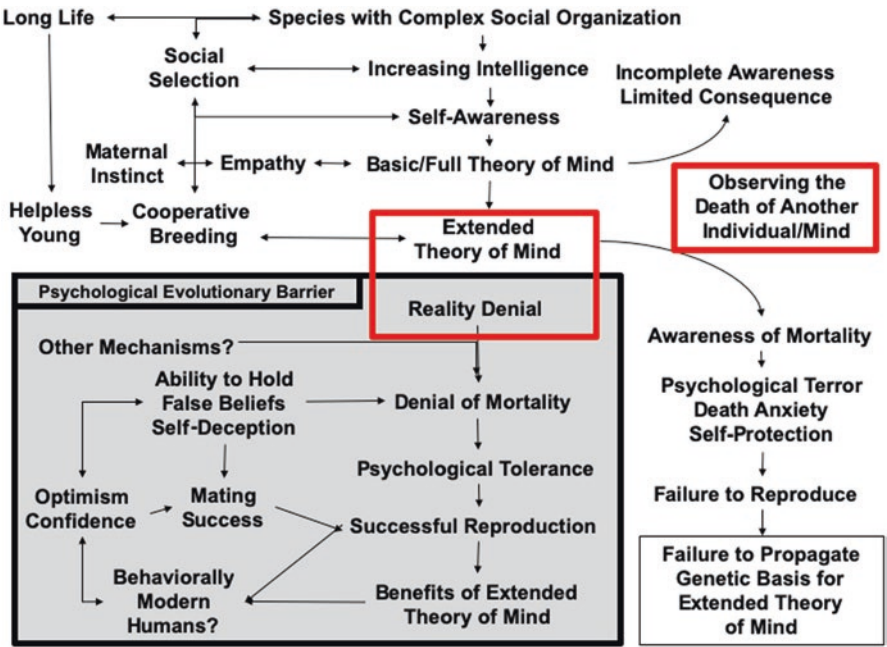 Long Life
Species with Complex Social Organization
Social
Selection
Increasing Intelligence
Incomplete Awareness
Limited Consequence
Self-Awareness
Maternal
Instinct
Empathy
Basic/Full Theory of Mind
Observing the
Death of Another
Individual/Mind
Helpless
Young
Cooperative
Breeding
Extended
Theory of Mind
Psychological Evolutionary Barrier
Reality Denial
Other Mechanisms?
Awareness of Mortality
Ability to Hold
False Beliefs
Self-Deception
Denial of Mortality
Psychological Terror
Death Anxiety
Self-Protection
Psychological Tolerance
Optimism
Confidence
Mating
Success
Failure to Reproduce
Successful Reproduction
Behaviorally
Modern
Humans?
Benefits of Extended
Theory of Mind
Failure to Propagate
Genetic Basis for
Extended Theory
of Mind